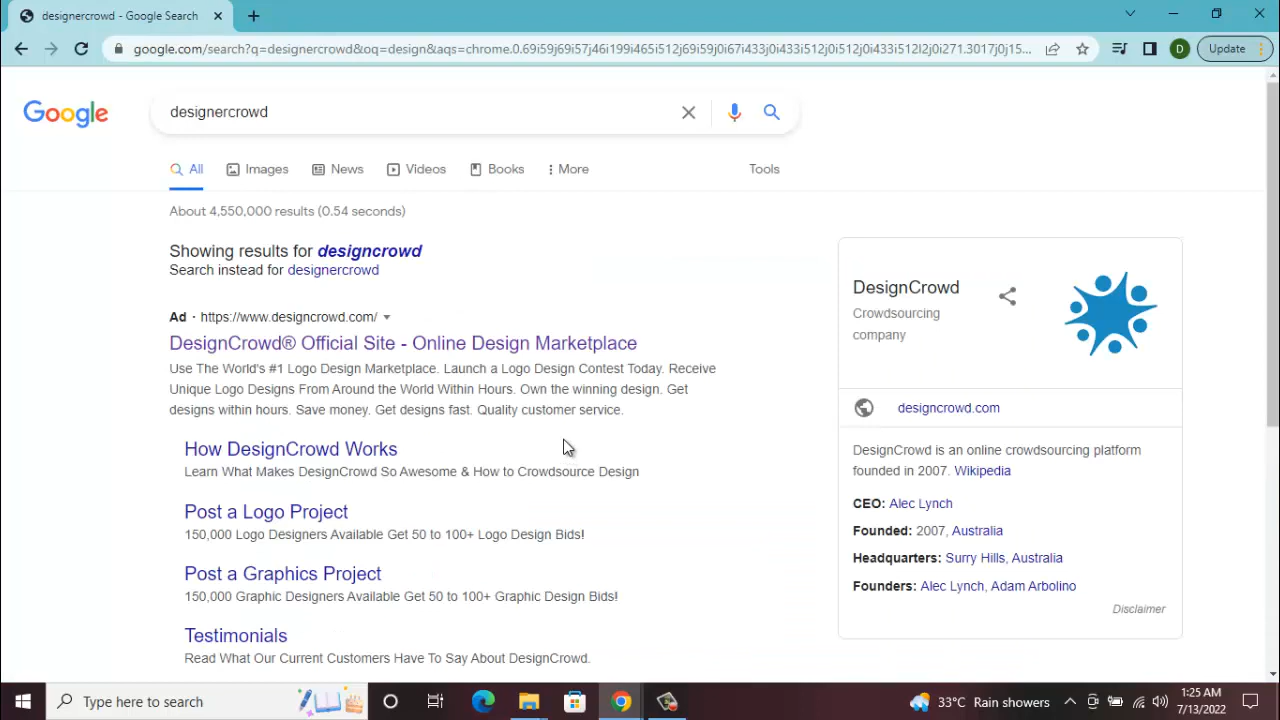 designercrowd - Google Search
google.com/search?q=designercrowd&oq=design&aqs=chrome.0.69i59j69i57j46i199i465i512j69i59j0i67i433j0i433i512j0i512j0i433i512l2j0i271.3017j0j15...
D
Update
Google
designercrowd
All
Images
News
Videos
Books
More
Tools
About 4,550,000 results (0.54 seconds)
Showing results for designcrowd
Search instead for designercrowd
Ad · https://www.designcrowd.com/
DesignCrowd® Official Site - Online Design Marketplace
Use The World's #1 Logo Design Marketplace. Launch a Logo Design Contest Today. Receive
Unique Logo Designs From Around the World Within Hours. Own the winning design. Get
designs within hours. Save money. Get designs fast. Quality customer service.
How DesignCrowd Works
Learn What Makes DesignCrowd So Awesome & How to Crowdsource Design
Post a Logo Project
150,000 Logo Designers Available Get 50 to 100+ Logo Design Bids!
Post a Graphics Project
150,000 Graphic Designers Available Get 50 to 100+ Graphic Design Bids!
Testimonials
Read What Our Current Customers Have To Say About DesignCrowd.
DesignCrowd
Crowdsourcing
company
designcrowd.com
DesignCrowd is an online crowdsourcing platform
founded in 2007. Wikipedia
CEO: Alec Lynch
Founded: 2007, Australia
Headquarters: Surry Hills, Australia
Founders: Alec Lynch, Adam Arbolino
Disclaimer
Type here to search
33°C Rain showers
1:25 AM
7/13/2022